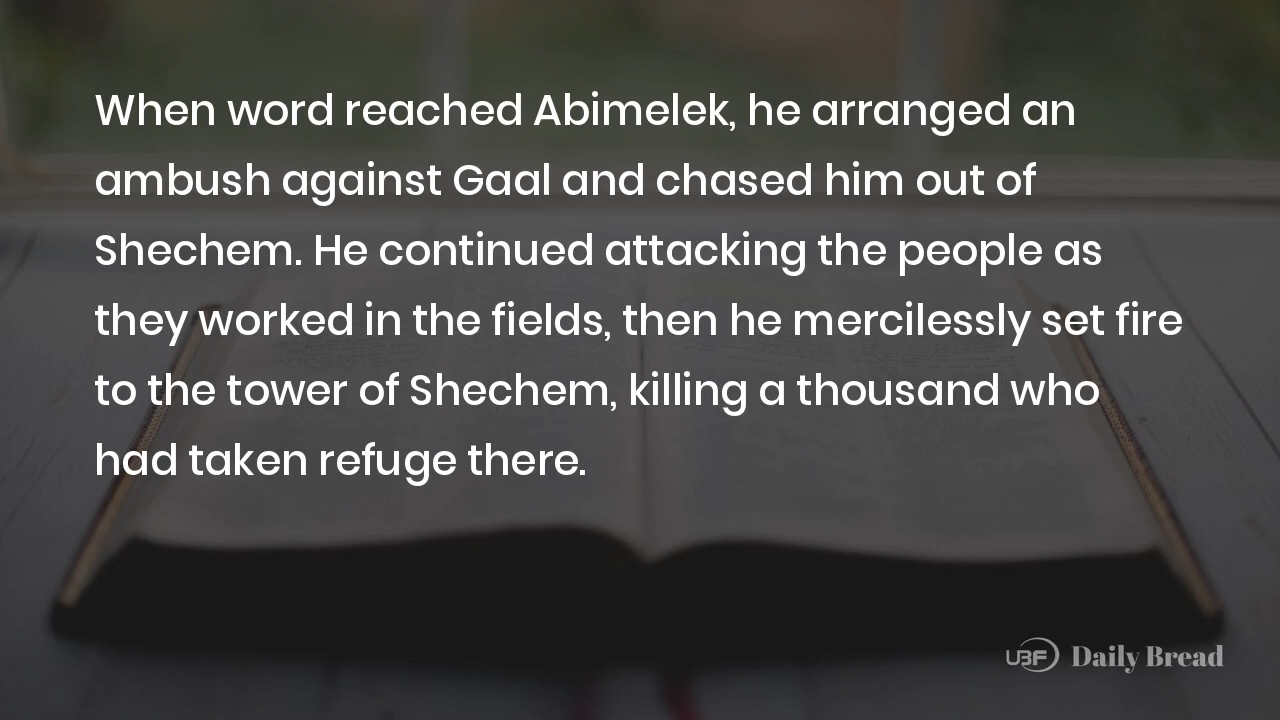 When word reached Abimelek, he arranged an
ambush against Gaal and chased him out of
Shechem. He continued attacking the people as
they worked in the fields, then he mercilessly set fire
to the tower of Shechem, killing a thousand who
had taken refuge there.
UBF Daily Bread